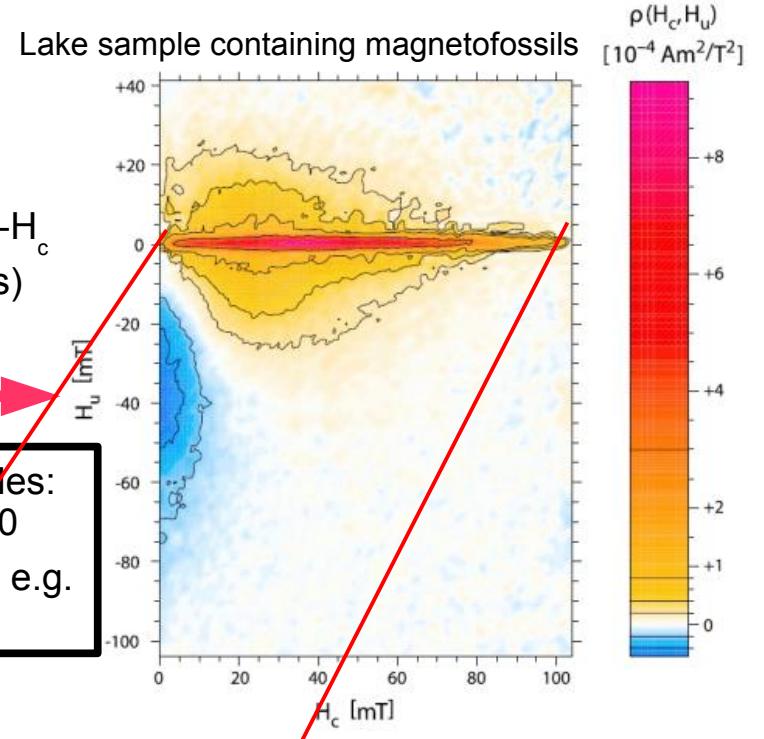 Lake sample containing magnetofossils
ρ(Hc,Hu)
[10⁻⁴ Am²/T²]
+40
+20
0
-20
-40
-60
-80
-100
Hu [mT]
0 20 40 60 80 100
Hc [mT]
+8
+6
+4
+2
+1
0
-Hc
s)
les:
0
e.g.